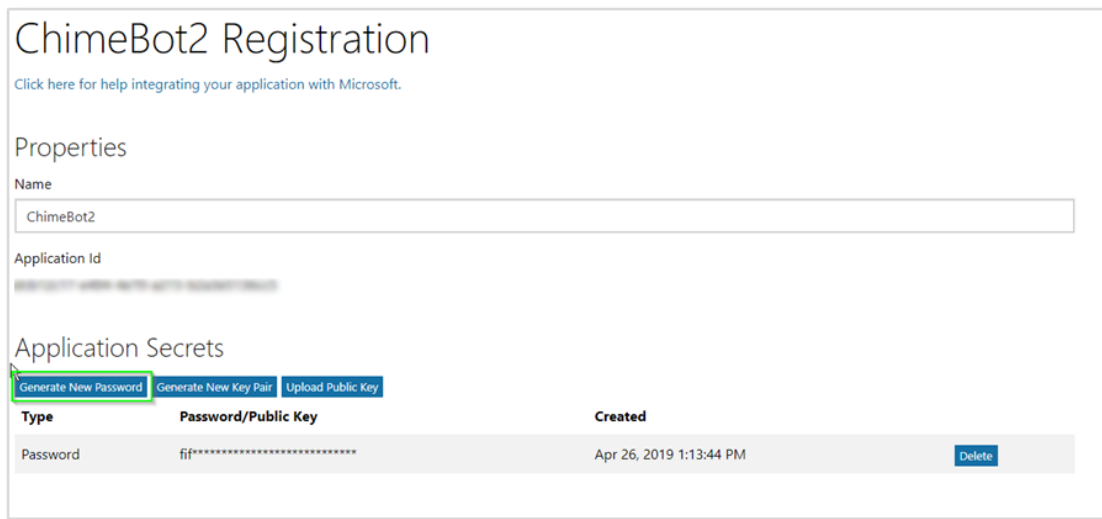 ChimeBot2 Registration
Click here for help integrating your application with Microsoft.
Properties
Name
ChimeBot2
Application Id
Application Secrets
Generate New Password Generate New Key Pair Upload Public Key
Type Password/Public Key Created
Password fif**************************** Apr 26, 2019 1:13:44 PM Delete